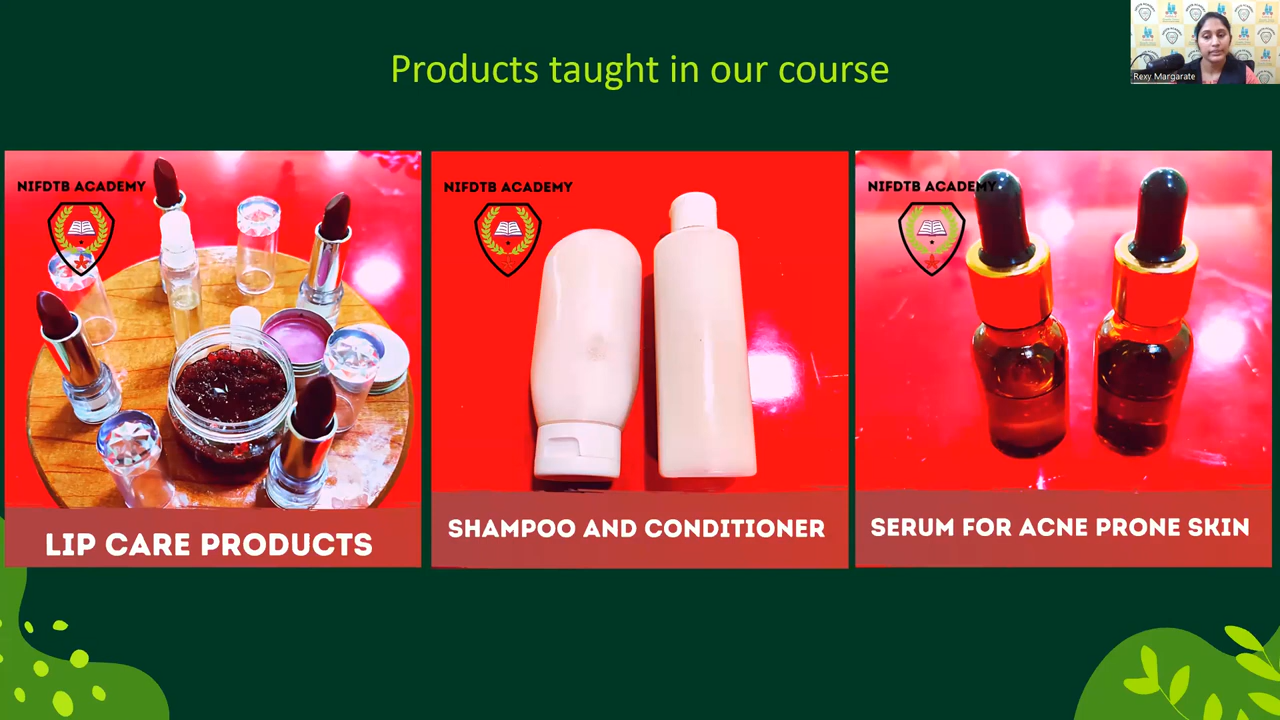 Products taught in our course
Rexy Margarate
NIFDTB ACADEMY
LIP CARE PRODUCTS
NIFDTB ACADEMY
SHAMPOO AND CONDITIONER
NIFDTB ACADEMY
SERUM FOR ACNE PRONE SKIN